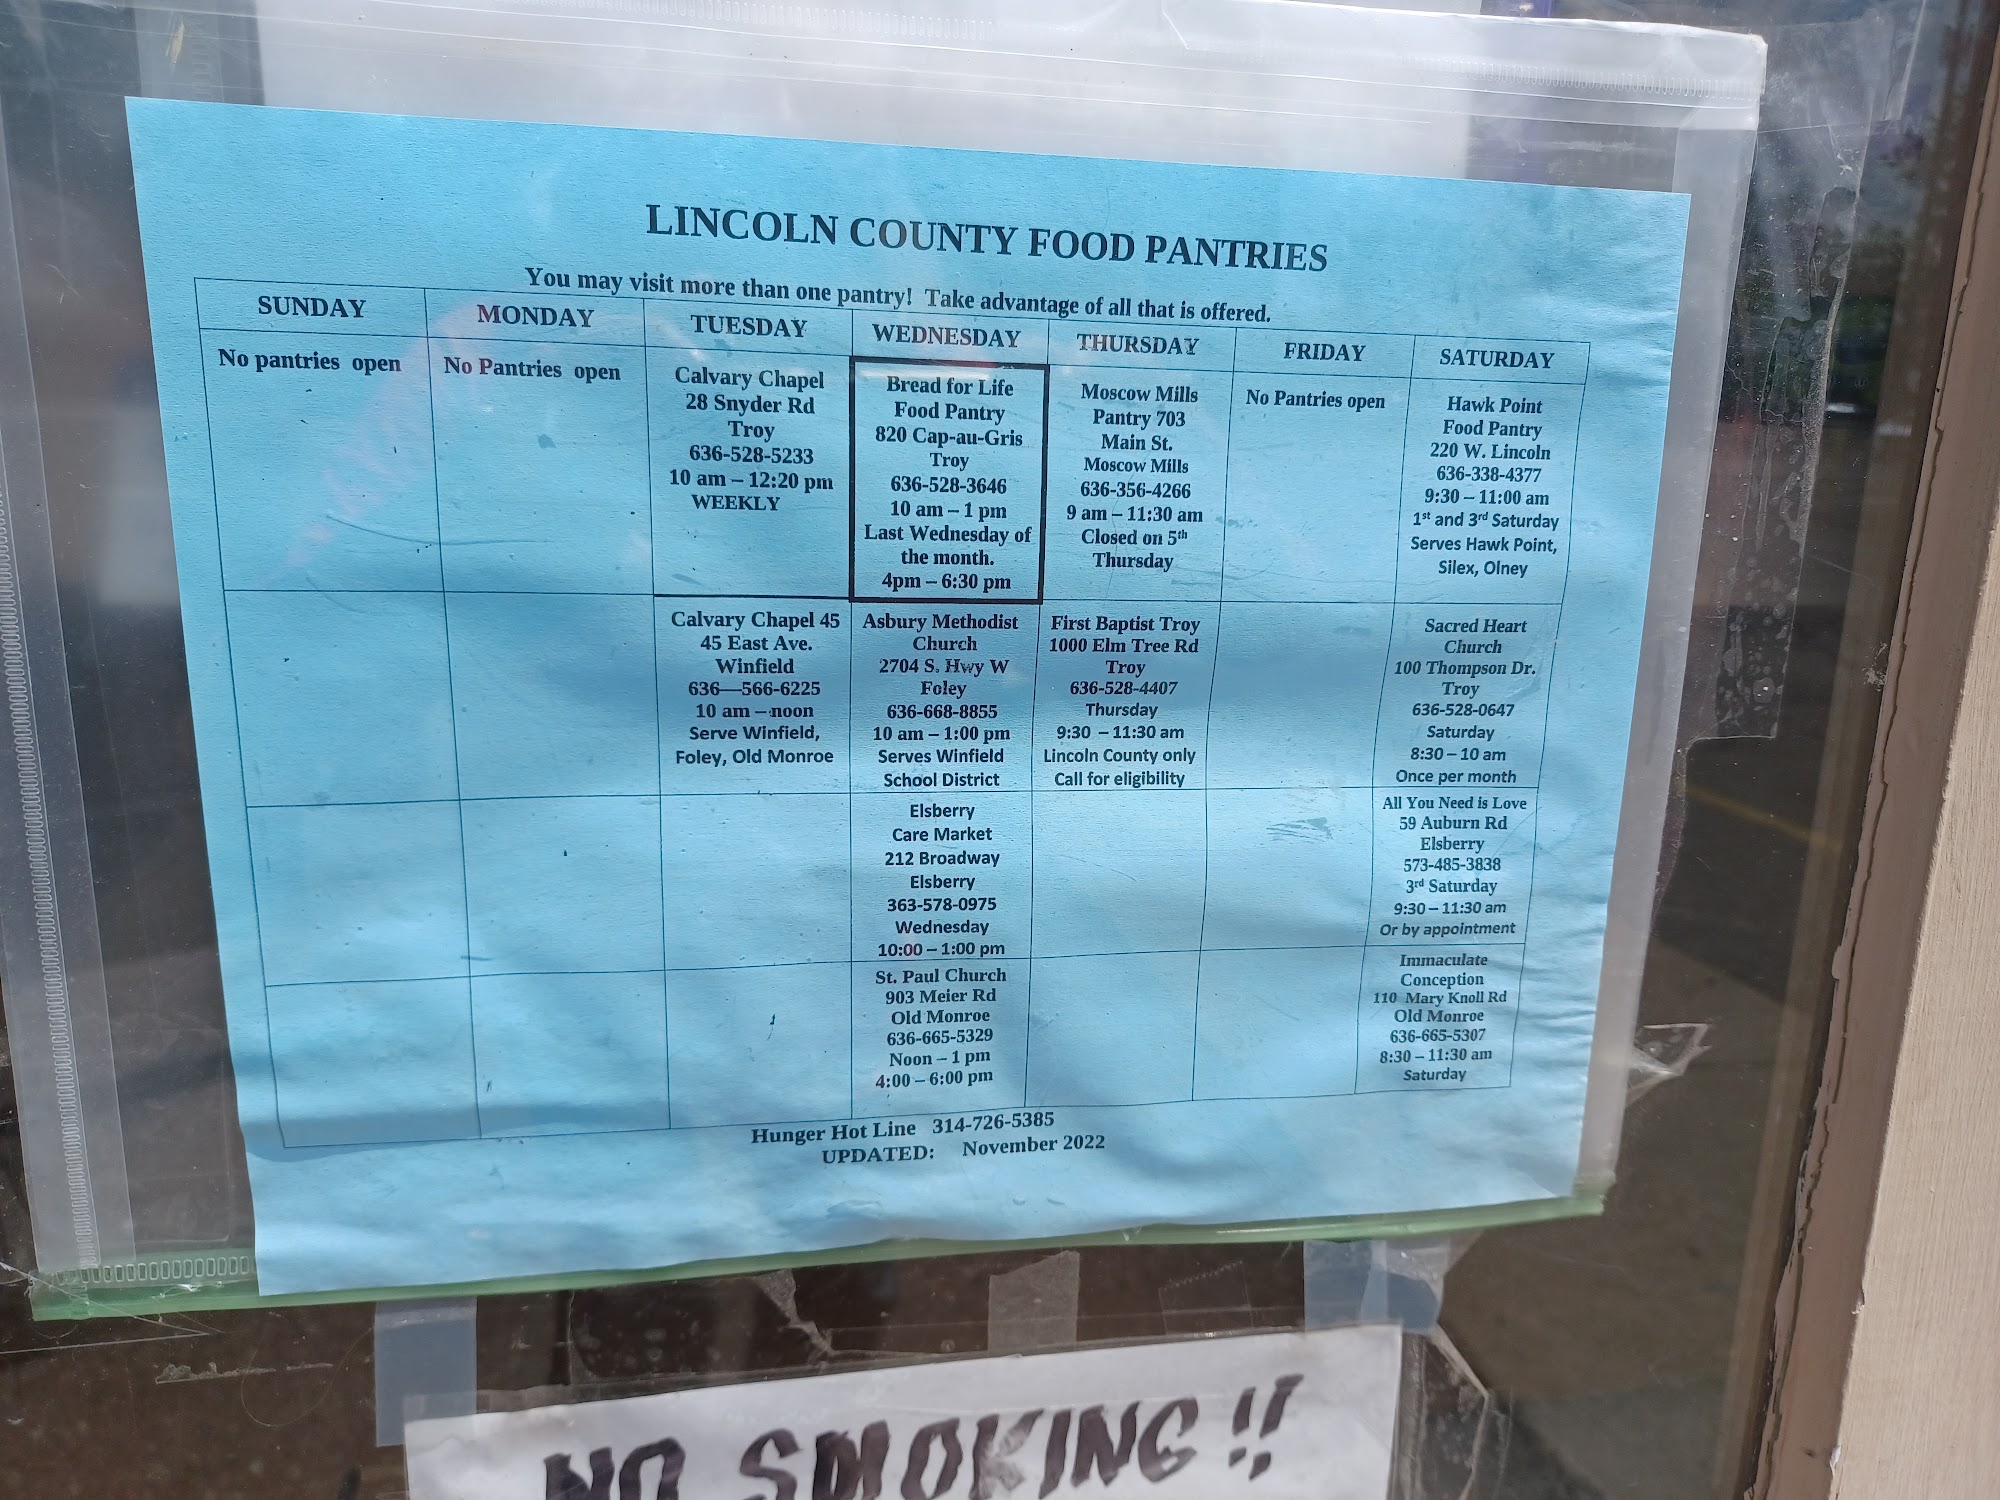 LINCOLN COUNTY FOOD PANTRIES
You may visit more than one pantry! Take advantage of all that is offered.
SUNDAY
MONDAY
TUESDAY
WEDNESDAY
THURSDAY
FRIDAY
SATURDAY
No pantries open
No Pantries open
Calvary Chapel
28 Snyder Rd
Troy
636-528-5233
10 am – 12:20 pm
WEEKLY
Bread for Life
Food Pantry
820 Cap-au-Gris
Troy
636-528-3646
10 am – 1 pm
Last Wednesday of
the month.
4pm – 6:30 pm
Moscow Mills
Pantry 703
Main St.
Moscow Mills
636-356-4266
9 am – 11:30 am
Closed on 5th
Thursday
No Pantries open
Hawk Point
Food Pantry
220 W. Lincoln
636-338-4377
9:30 – 11:00 am
1st and 3rd Saturday
Serves Hawk Point,
Silex, Olney
Calvary Chapel 45
45 East Ave.
Winfield
636—566-6225
10 am – noon
Serve Winfield,
Foley, Old Monroe
Asbury Methodist
Church
2704 S. Hwy W
Foley
636-668-8855
10 am – 1:00 pm
Serves Winfield
School District
First Baptist Troy
1000 Elm Tree Rd
Troy
636-528-4407
Thursday
9:30 – 11:30 am
Lincoln County only
Call for eligibility
Sacred Heart
Church
100 Thompson Dr.
Troy
636-528-0647
Saturday
8:30 – 10 am
Once per month
Elsberry
Care Market
212 Broadway
Elsberry
363-578-0975
Wednesday
10:00 – 1:00 pm
All You Need is Love
59 Auburn Rd
Elsberry
573-485-3838
3rd Saturday
9:30 – 11:30 am
Or by appointment
St. Paul Church
903 Meier Rd
Old Monroe
636-665-5329
Noon – 1 pm
4:00 – 6:00 pm
Immaculate
Conception
110 Mary Knoll Rd
Old Monroe
636-665-5307
8:30 – 11:30 am
Saturday
Hunger Hot Line 314-726-5385
UPDATED: November 2022
NO SMOKING!!